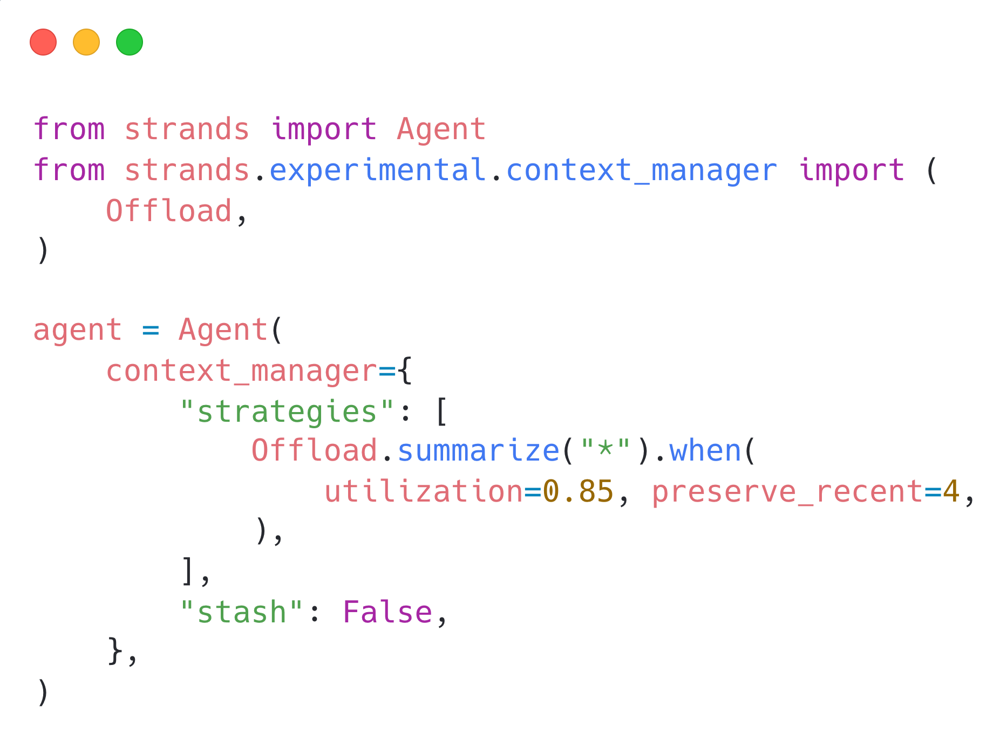 from strands import Agent
from strands.experimental.context_manager import (
    Offload,
)

agent = Agent(
    context_manager={
        "strategies": [
            Offload.summarize("*").when(
                utilization=0.85, preserve_recent=4,
            ),
        ],
        "stash": False,
    },
)